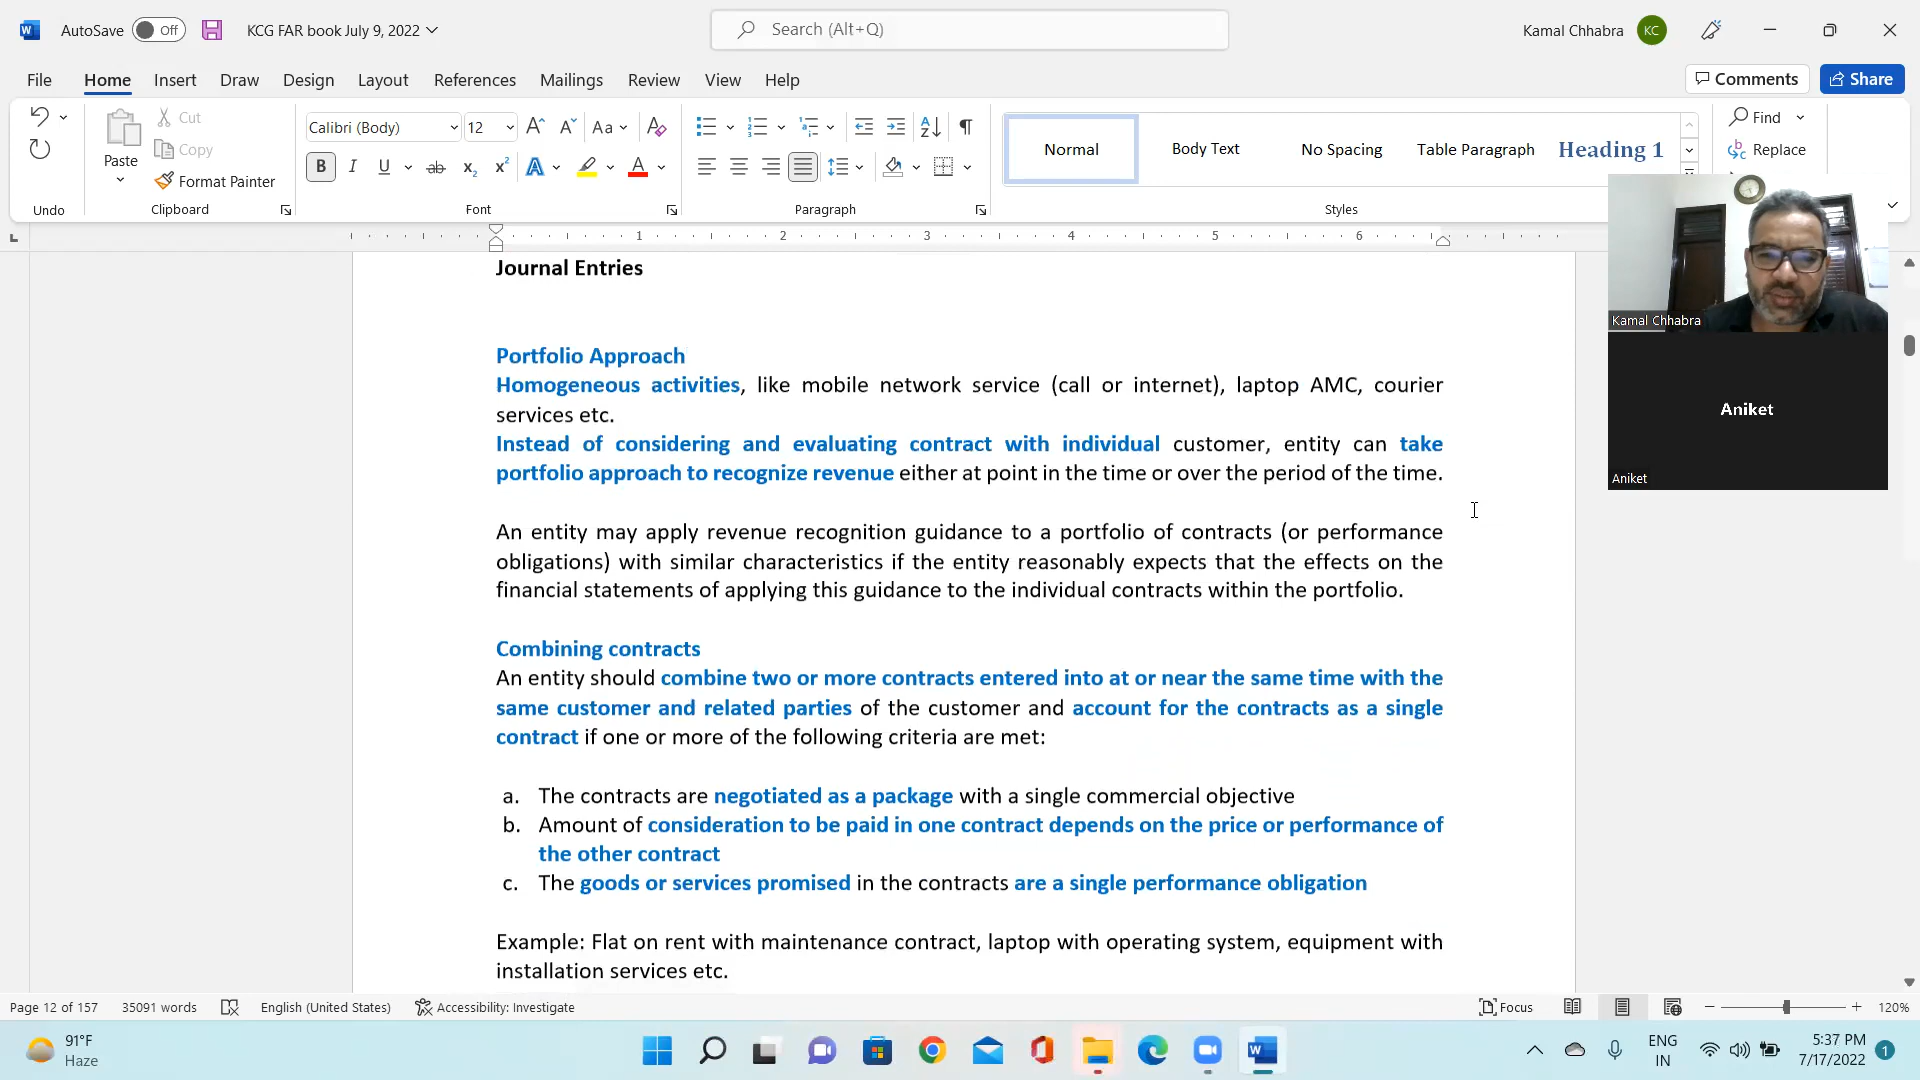 AutoSave Off KCG FAR book July 9, 2022 Search (Alt+Q) Kamal Chhabra KC
File Home Insert Draw Design Layout References Mailings Review View Help Comments Share
Calibri (Body) 12 Aa
Paste Cut Copy Format Painter
Normal Body Text No Spacing Table Paragraph Heading 1
Find
Replace
Undo Clipboard Font Paragraph Styles
1 2 3 4 5 6
Journal Entries
Portfolio Approach
Homogeneous activities, like mobile network service (call or internet), laptop AMC, courier
services etc.
Instead of considering and evaluating contract with individual customer, entity can take
portfolio approach to recognize revenue either at point in the time or over the period of the time.
An entity may apply revenue recognition guidance to a portfolio of contracts (or performance
obligations) with similar characteristics if the entity reasonably expects that the effects on the
financial statements of applying this guidance to the individual contracts within the portfolio.
Combining contracts
An entity should combine two or more contracts entered into at or near the same time with the
same customer and related parties of the customer and account for the contracts as a single
contract if one or more of the following criteria are met:
a. The contracts are negotiated as a package with a single commercial objective
b. Amount of consideration to be paid in one contract depends on the price or performance of
the other contract
c. The goods or services promised in the contracts are a single performance obligation
Example: Flat on rent with maintenance contract, laptop with operating system, equipment with
installation services etc.
Kamal Chhabra
Aniket
Aniket
Page 12 of 157 35091 words English (United States) Accessibility: Investigate Focus 120%
91°F
Haze
ENG
IN
5:37 PM
7/17/2022
1